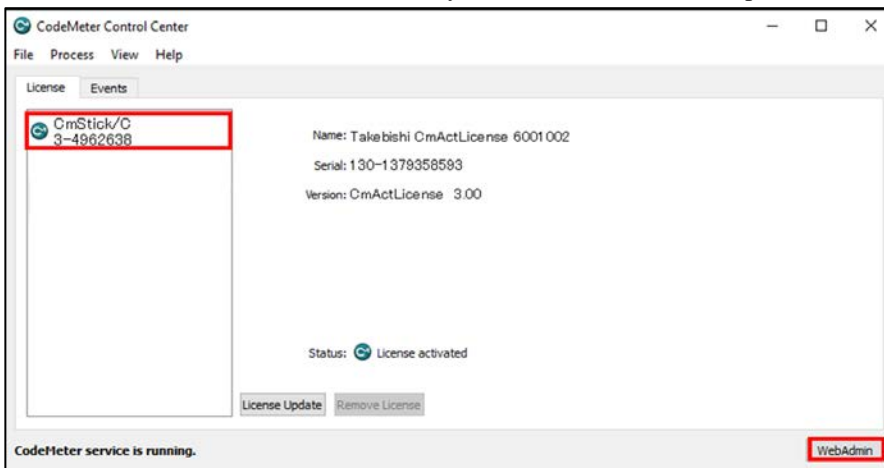 CodeMeter Control Center
File Process View Help
License Events
CmStick/C
3-4962638
Name: Takebishi CmActLicense 6001002
Serial: 130-1379358593
Version: CmActLicense 3.00
Status: License activated
License Update Remove License
CodeMeter service is running. WebAdmin